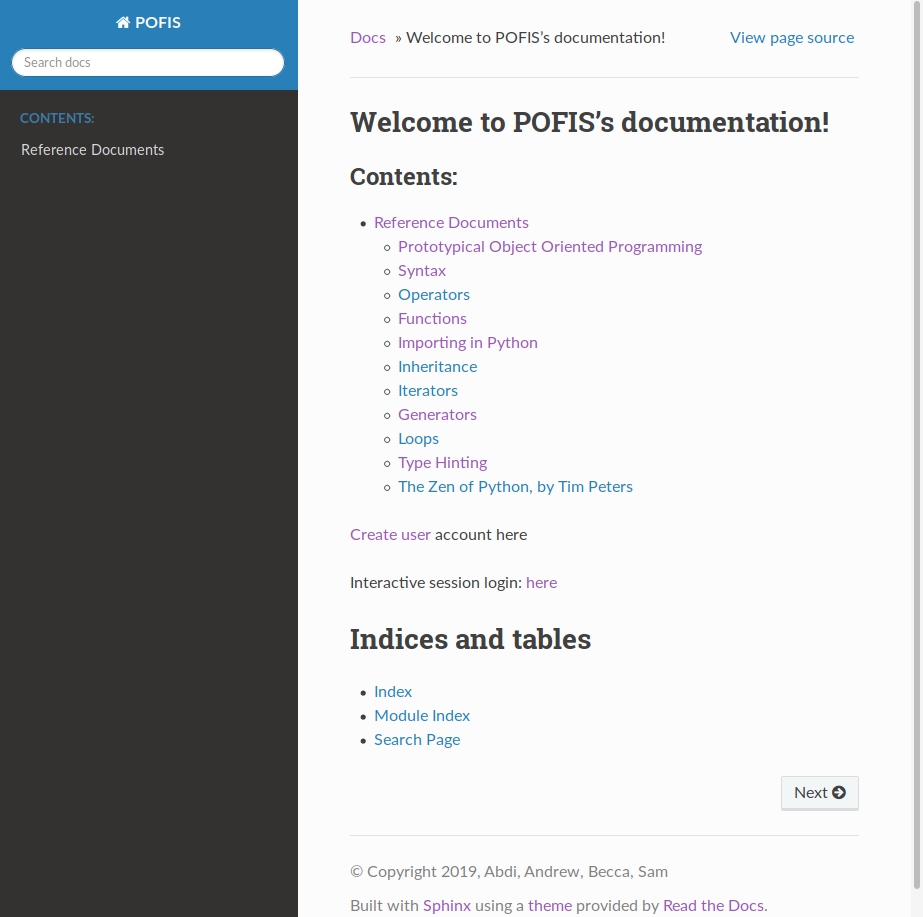 POFIS
Search docs
CONTENTS:
Reference Documents
Docs » Welcome to POFIS's documentation! View page source
Welcome to POFIS's documentation!
Contents:
Reference Documents
Prototypical Object Oriented Programming
Syntax
Operators
Functions
Importing in Python
Inheritance
Iterators
Generators
Loops
Type Hinting
The Zen of Python, by Tim Peters
Create user account here
Interactive session login: here
Indices and tables
Index
Module Index
Search Page
Next
© Copyright 2019, Abdi, Andrew, Becca, Sam
Built with Sphinx using a theme provided by Read the Docs.